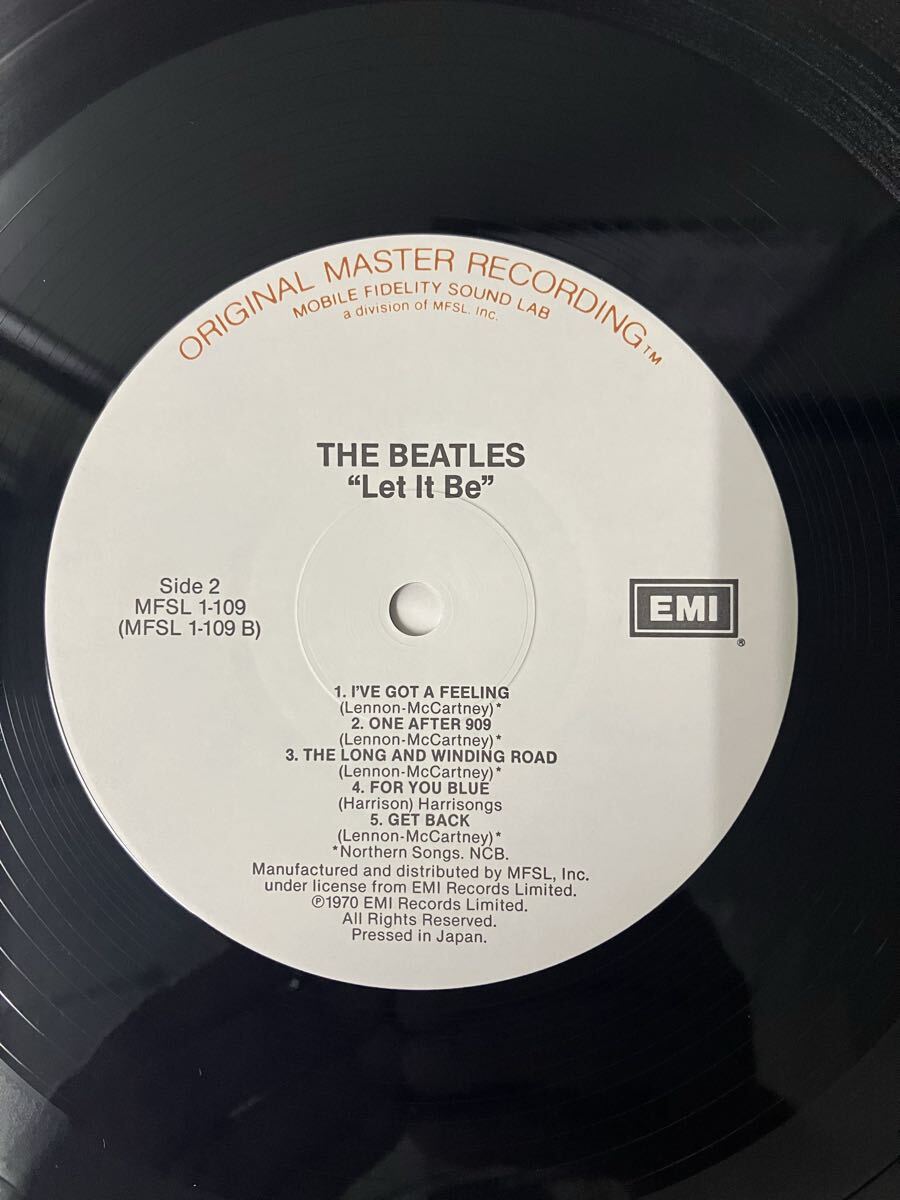 ORIGINAL MASTER RECORDING™
MOBILE FIDELITY SOUND LAB
a division of MFSL, Inc.
THE BEATLES
“Let It Be”
Side 2
MFSL 1-109
(MFSL 1-109 B)
EMI
®
1. I'VE GOT A FEELING
(Lennon-McCartney)*
2. ONE AFTER 909
(Lennon-McCartney)*
3. THE LONG AND WINDING ROAD
(Lennon-McCartney)*
4. FOR YOU BLUE
(Harrison) Harrisongs
5. GET BACK
(Lennon-McCartney)*
*Northern Songs. NCB.
Manufactured and distributed by MFSL, Inc.
under license from EMI Records Limited.
℗1970 EMI Records Limited.
All Rights Reserved.
Pressed in Japan.